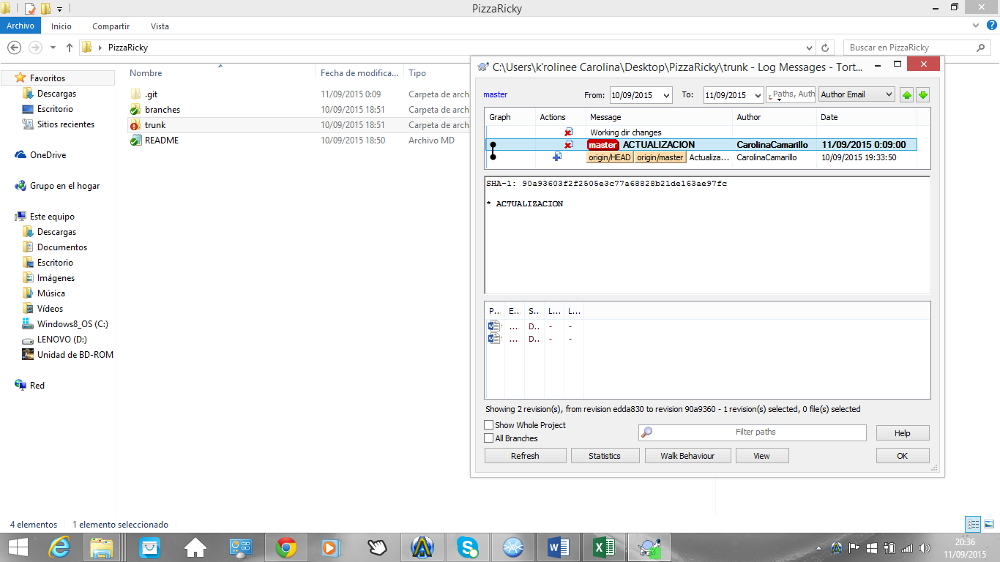 PizzaRicky
Archivo Inicio Compartir Vista
PizzaRicky
Buscar en PizzaRicky
Favoritos
Descargas
Escritorio
Sitios recientes
OneDrive
Grupo en el hogar
Este equipo
Descargas
Documentos
Escritorio
Imágenes
Música
Vídeos
Windows8_OS (C:)
LENOVO (D:)
Unidad de BD-ROM
Red
Nombre Fecha de modifica... Tipo
.git 11/09/2015 0:09 Carpeta de arch
branches 10/09/2015 18:51 Carpeta de arch
trunk 10/09/2015 18:51 Carpeta de arch
README 10/09/2015 18:50 Archivo MD
C:\Users\k'rolinee Carolina\Desktop\PizzaRicky\trunk - Log Messages - Tort...
master From: 10/09/2015 To: 11/09/2015 Paths, Auth Author Email
Graph Actions Message Author Date
Working dir changes
master ACTUALIZACION CarolinaCamarillo 11/09/2015 0:09:00
origin/HEAD origin/master Actualiza... CarolinaCamarillo 10/09/2015 19:33:50
SHA-1: 90a93603f2f2505e3c77a68828b21de163ae97fc
* ACTUALIZACION
P... E... S... L... L...
... D.. - -
... D.. - -
Showing 2 revision(s), from revision edda830 to revision 90a9360 - 1 revision(s) selected, 0 file(s) selected
Show Whole Project
All Branches
Filter paths
Help
Refresh Statistics Walk Behaviour View OK
4 elementos 1 elemento seleccionado
20:36
11/09/2015